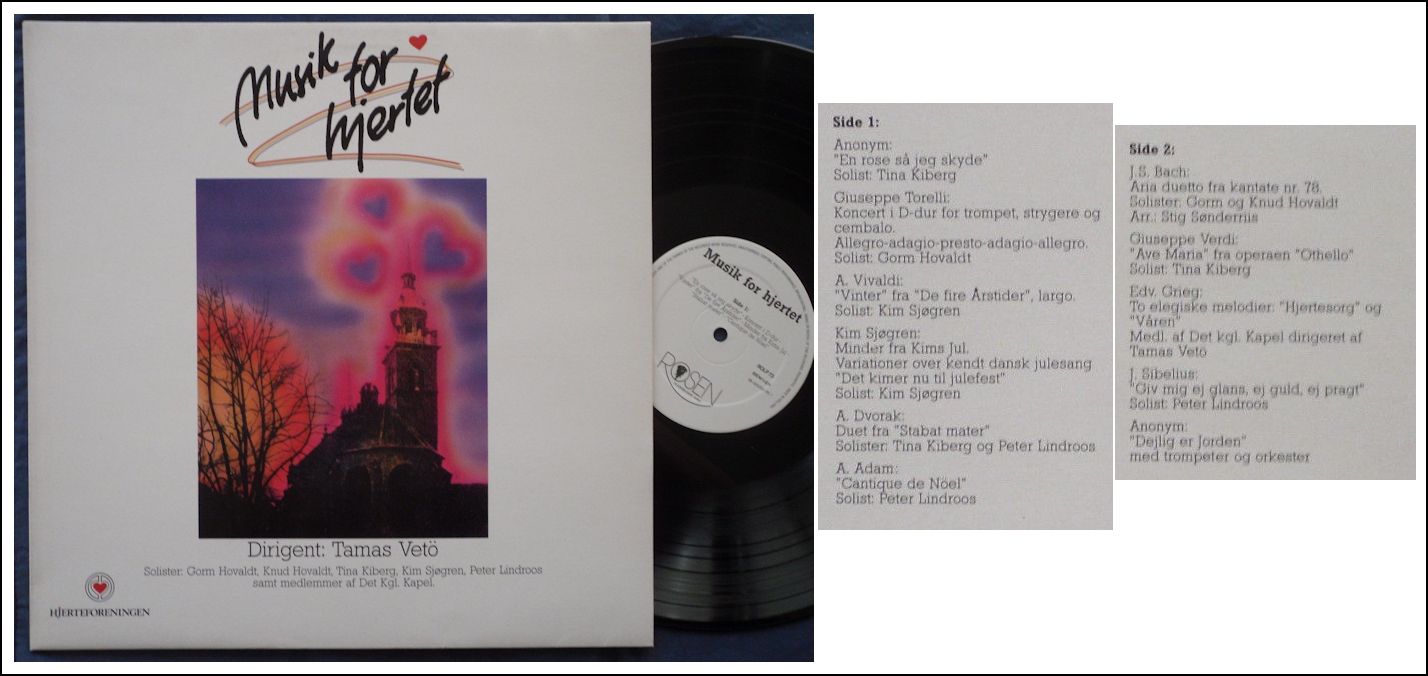 Musik
for
hjertet
Dirigent: Tamas Vetö
Solister: Gorm Hovaldt, Knud Hovaldt, Tina Kiberg, Kim Sjøgren, Peter Lindroos
samt medlemmer af Det Kgl. Kapel.
HJERTEFORENINGEN
Musik for hjertet
Side 1:
ROSEN
Side 1:
Anonym:
"En rose så jeg skyde"
Solist: Tina Kiberg
Giuseppe Torelli:
Koncert i D-dur for trompet, strygere og
cembalo.
Allegro-adagio-presto-adagio-allegro.
Solist: Gorm Hovaldt
A. Vivaldi:
"Vinter" fra "De fire Årstider", largo.
Solist: Kim Sjøgren
Kim Sjøgren:
Minder fra Kims Jul.
Variationer over kendt dansk julesang
"Det kimer nu til julefest"
Solist: Kim Sjøgren
A. Dvorak:
Duet fra "Stabat mater"
Solister: Tina Kiberg og Peter Lindroos
A. Adam:
"Cantique de Nöel"
Solist: Peter Lindroos
Side 2:
J.S. Bach:
Aria duetto fra kantate nr. 78.
Solister: Gorm og Knud Hovaldt
Arr.: Stig Sønderriis
Giuseppe Verdi:
"Ave Maria" fra operaen "Othello"
Solist: Tina Kiberg
Edv. Grieg:
To elegiske melodier: "Hjertesorg" og
"Våren"
Medl. af Det kgl. Kapel dirigeret af
Tamas Vetö
J. Sibelius:
"Giv mig ej glans, ej guld, ej pragt"
Solist: Peter Lindroos
Anonym:
"Dejlig er Jorden"
med trompeter og orkester